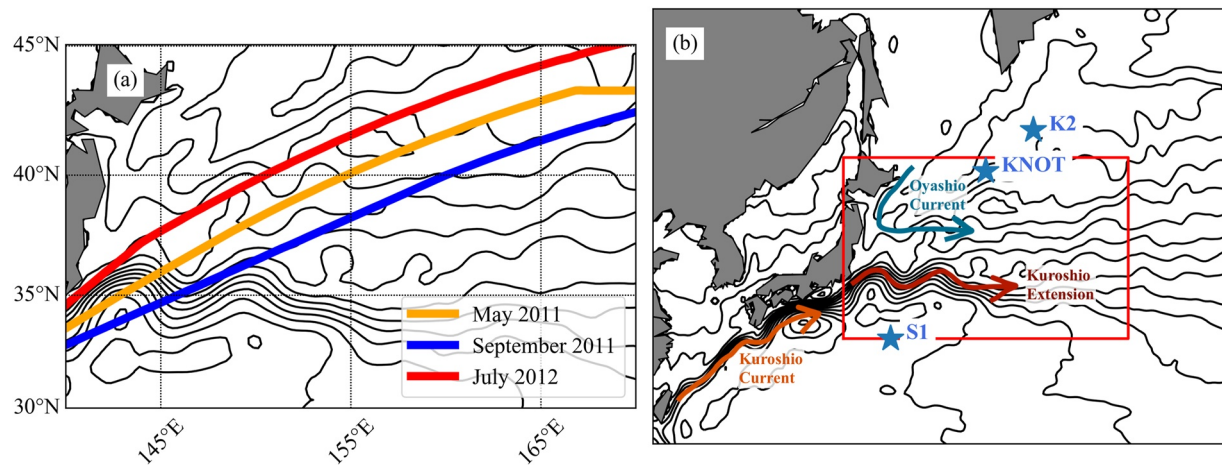 45°N
(a)
40°N
35°N
30°N
145°E
155°E
165°E
May 2011
September 2011
July 2012
(b)
K2
KNOT
Oyashio
Current
Kuroshio
Extension
S1
Kuroshio
Current